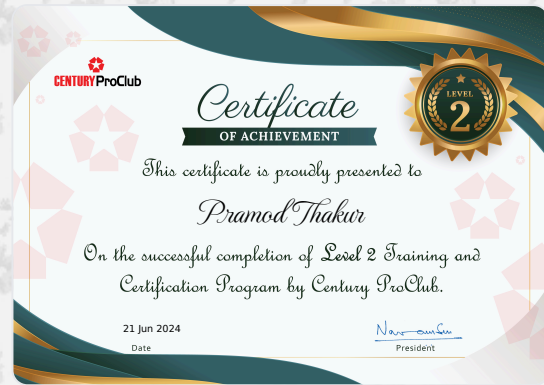 CENTURY ProClub
Certificate
OF ACHIEVEMENT
LEVEL
2
This certificate is proudly presented to
Pramod Thakur
On the successful completion of Level 2 Training and
Certification Program by Century ProClub.
21 Jun 2024
Date
President